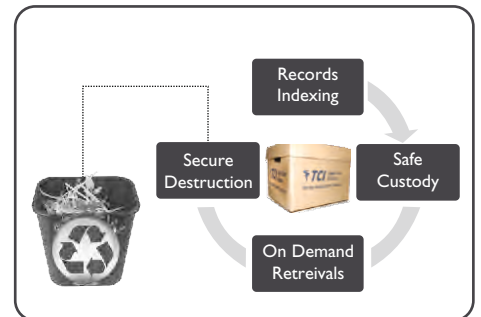 Records
Indexing
Secure
Destruction
TCI
Safe
Custody
On Demand
Retreivals